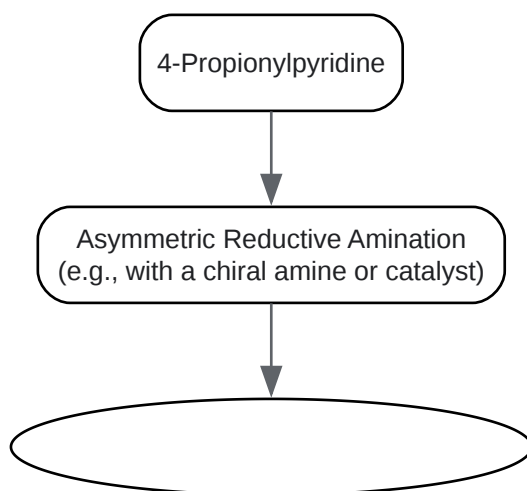 4-Propionylpyridine
Asymmetric Reductive Amination
(e.g., with a chiral amine or catalyst)